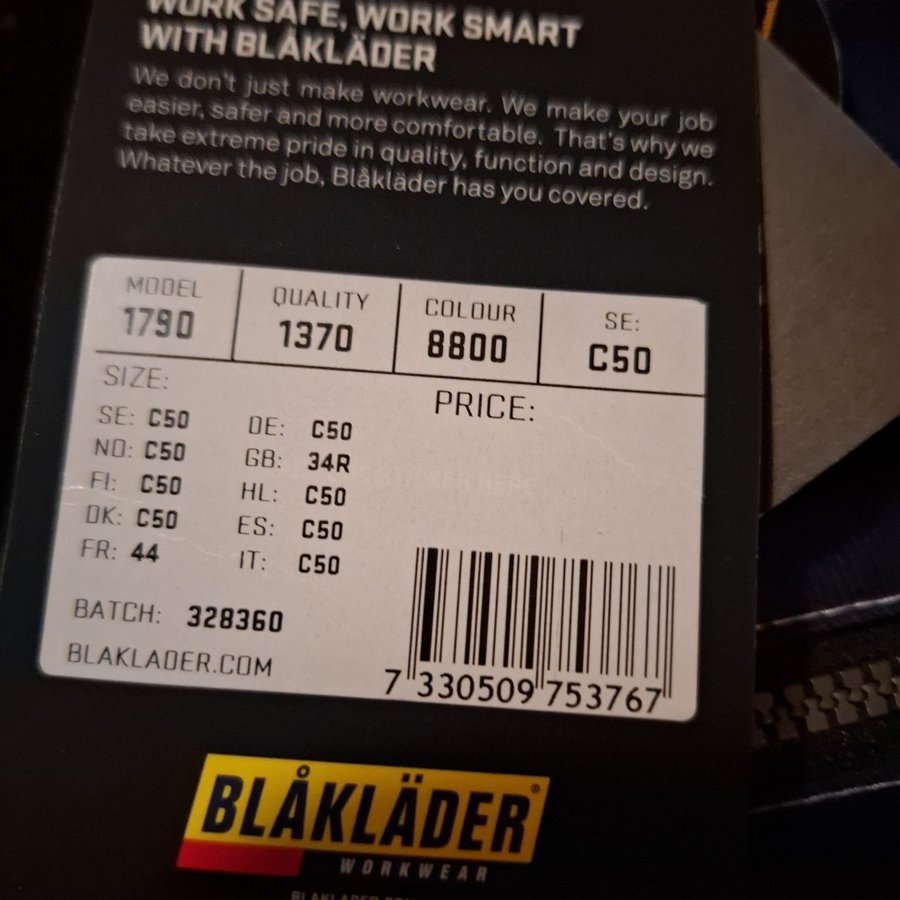 WORK SAFE, WORK SMART
WITH BLÅKLÄDER
We don't just make workwear. We make your job
easier, safer and more comfortable. That's why we
take extreme pride in quality, function and design.
Whatever the job, Blåkläder has you covered.
MODEL QUALITY COLOUR SE:
1790 1370 8800 C50
SIZE: PRICE:
SE: C50 DE: C50
NO: C50 GB: 34R
FI: C50 HL: C50
DK: C50 ES: C50
FR: 44 IT: C50
BATCH: 328360
BLAKLADER.COM
7 330509 753767
BLÅKLÄDER®
WORKWEAR